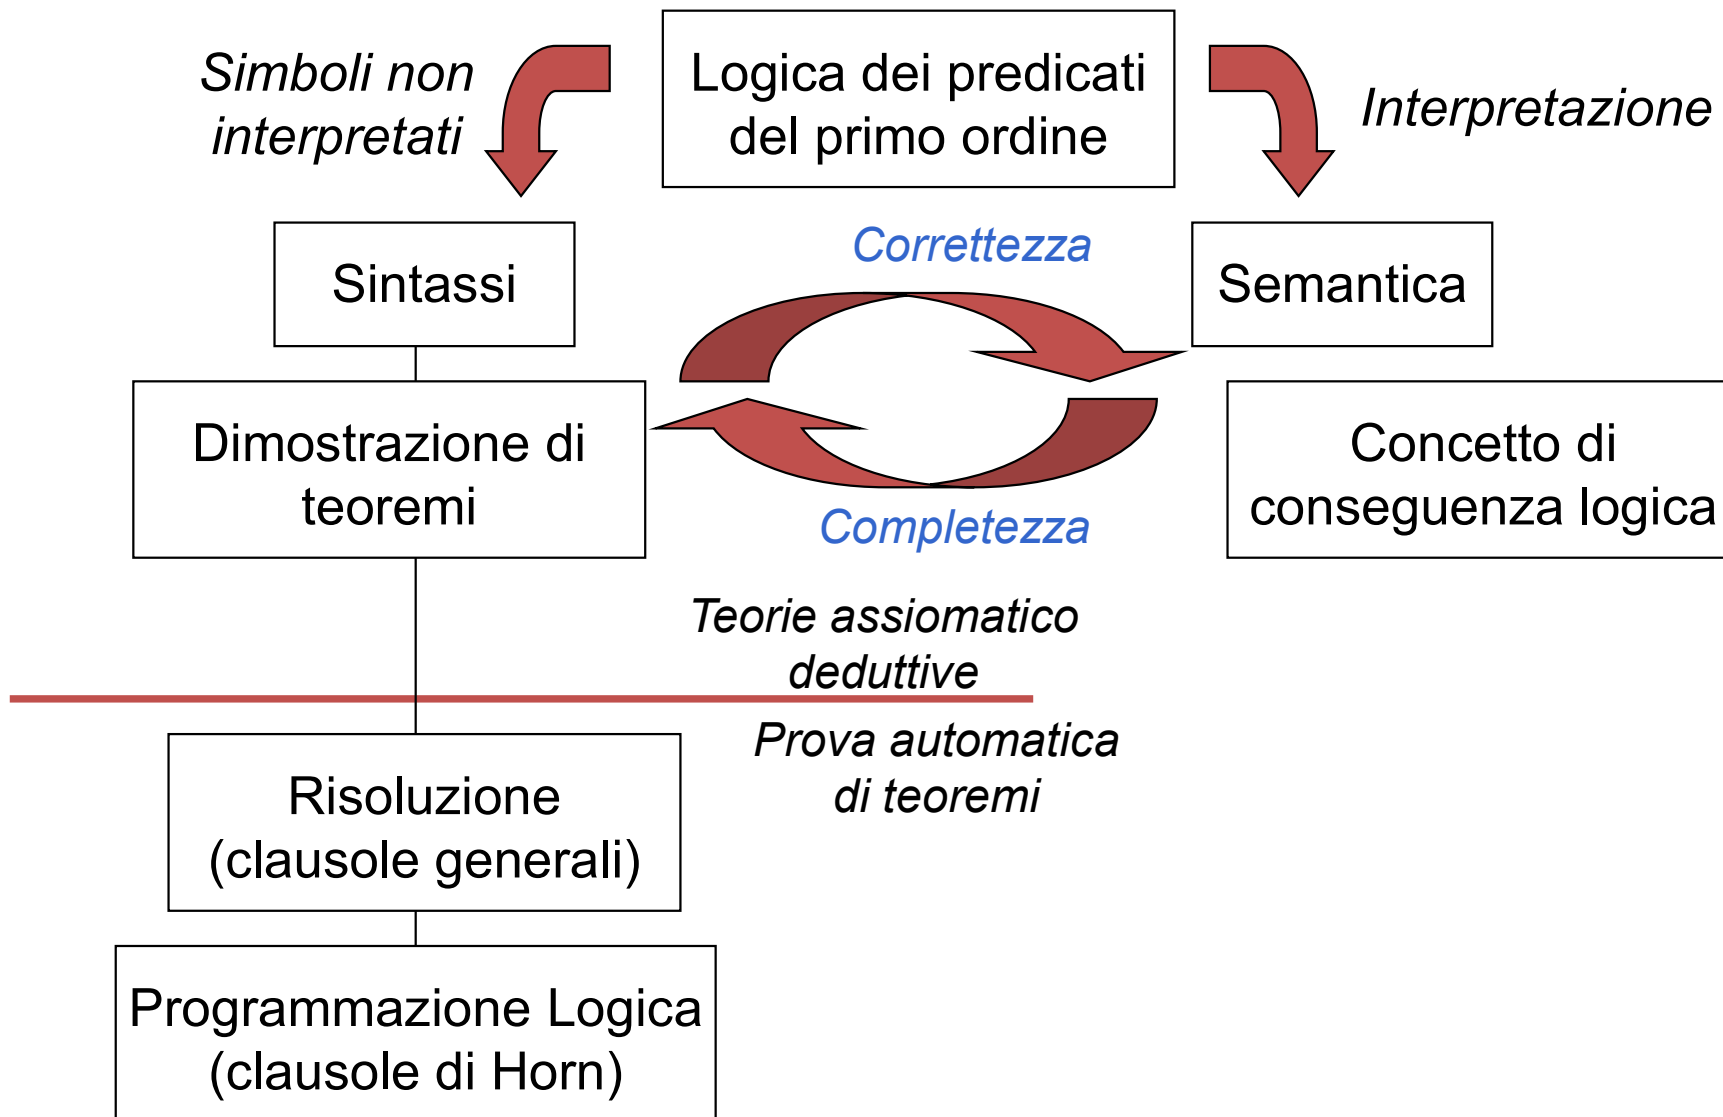 Simboli non
interpretati
Logica dei predicati
del primo ordine
Interpretazione
Sintassi
Correttezza
Semantica
Dimostrazione di
teoremi
Completezza
Concetto di
conseguenza logica
Teorie assiomatico
deduttive
Prova automatica
di teoremi
Risoluzione
(clausole generali)
Programmazione Logica
(clausole di Horn)